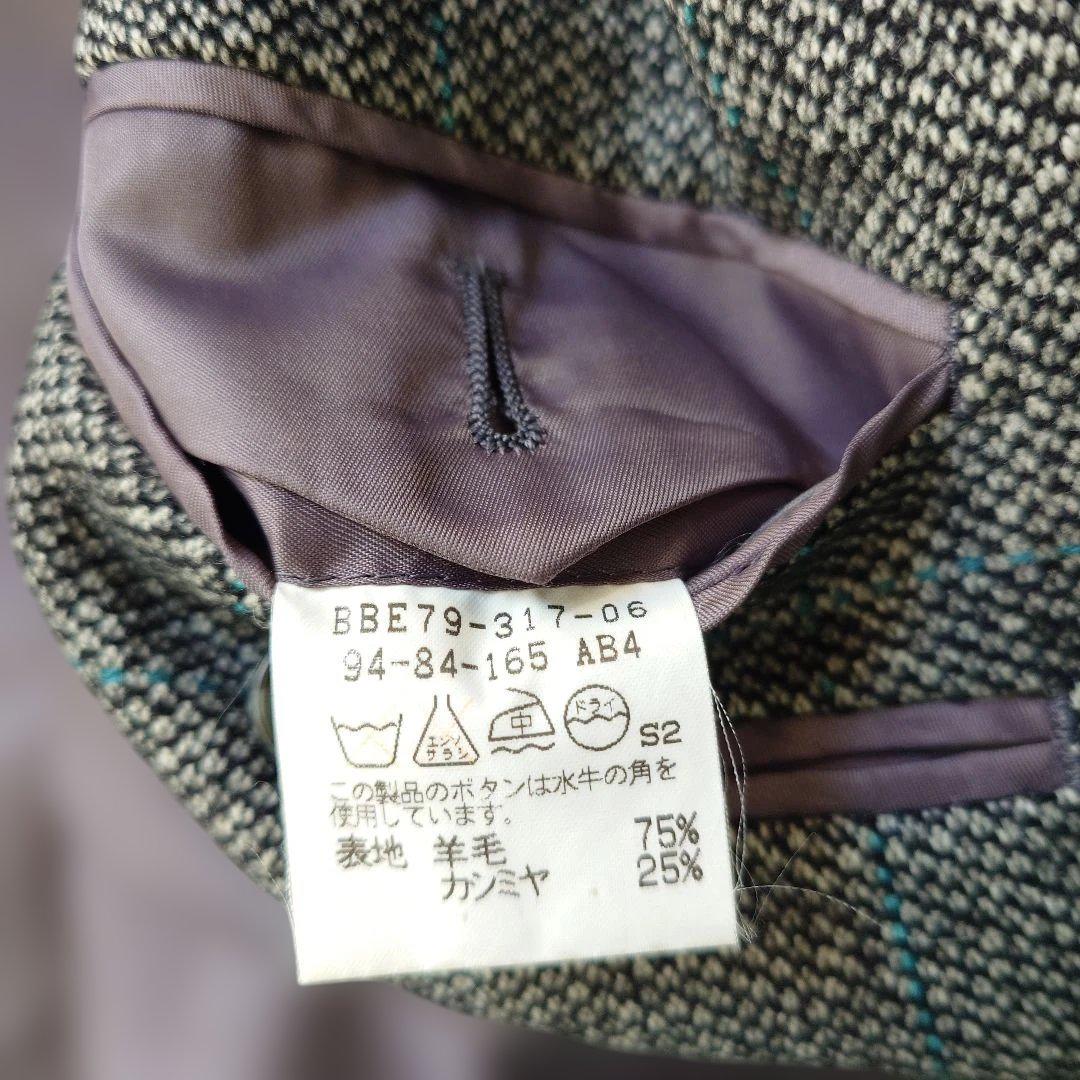 BBE79-317-06
94-84-165 AB4
エンソ
サラシ
中
ドライ
S2
この製品のボタンは水牛の角を
使用しています。
表地 羊毛 75%
カシミヤ 25%